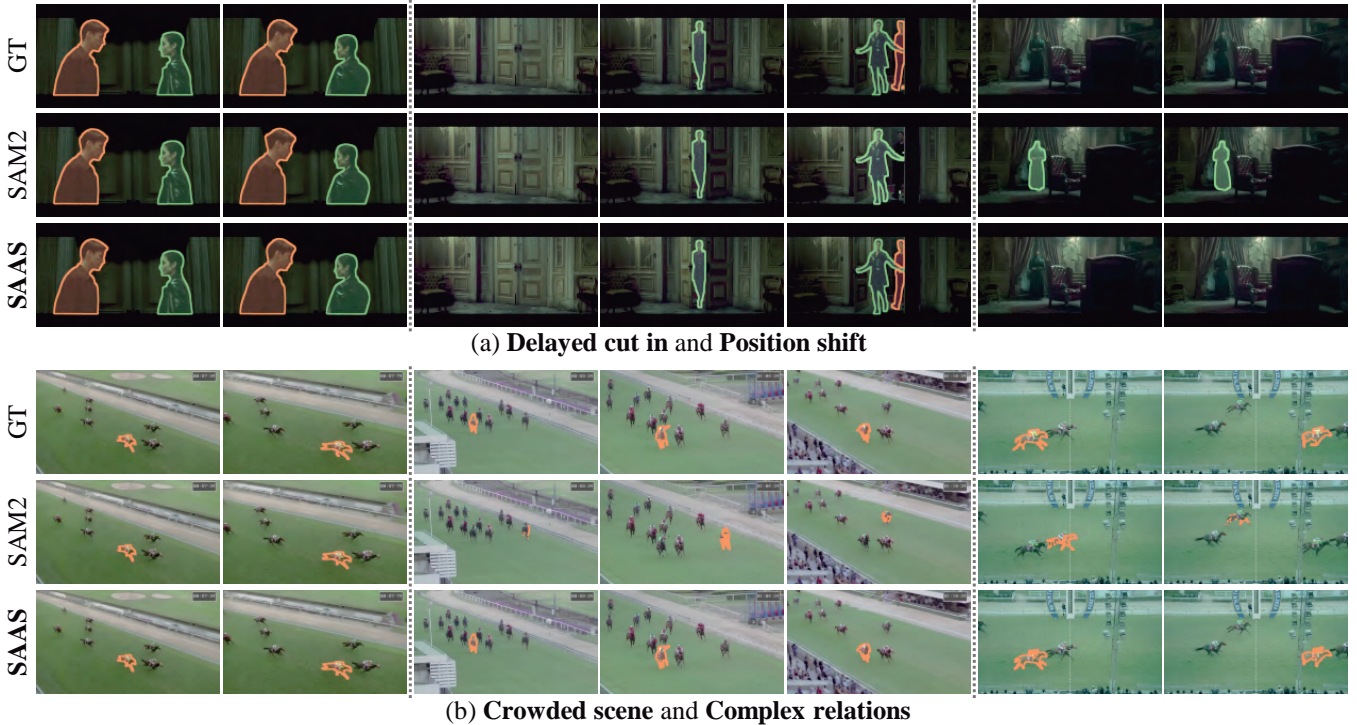 GT
SAM2
SAAS
(a) Delayed cut in and Position shift
GT
SAM2
SAAS
(b) Crowded scene and Complex relations